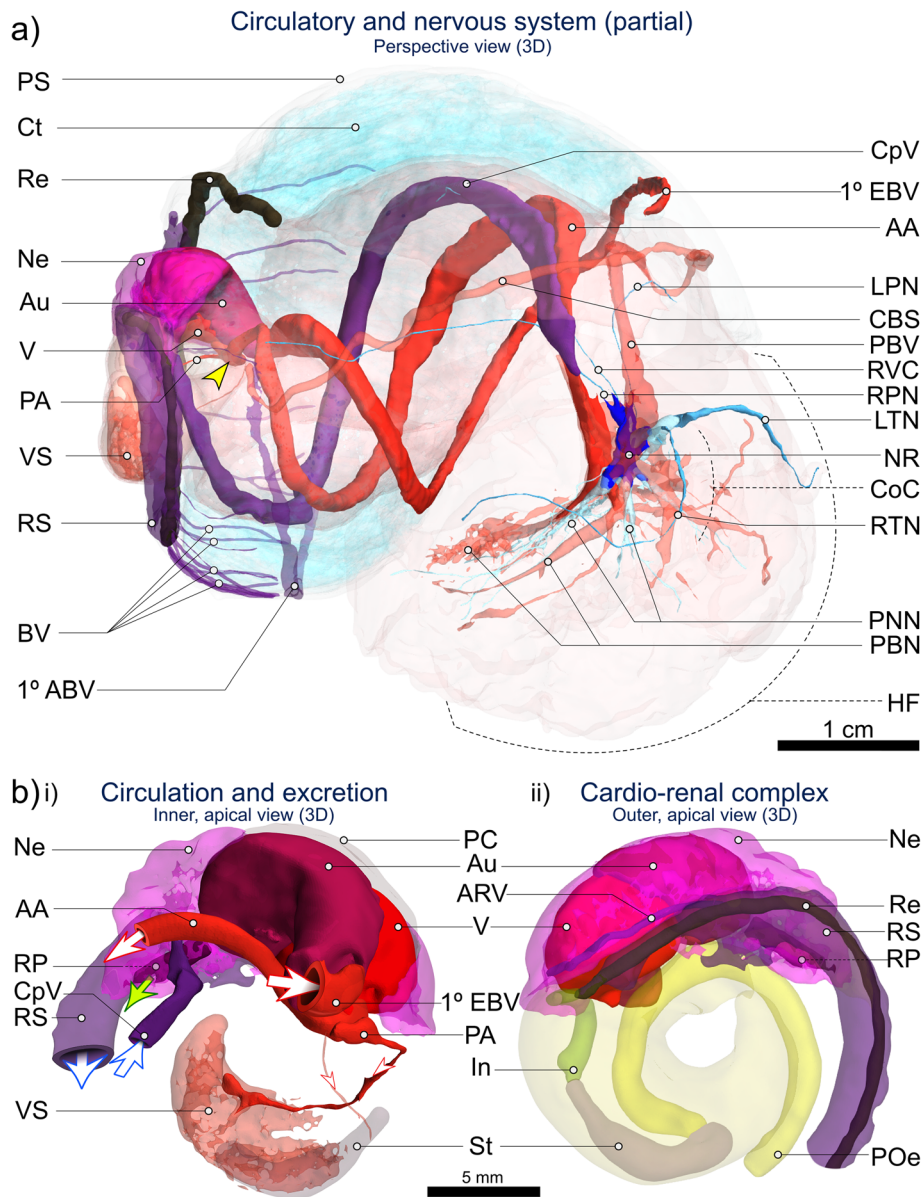 a)
Circulatory and nervous system (partial)
Perspective view (3D)
PS
Ct
Re
Ne
Au
V
PA
VS
RS
BV
1º ABV
CpV
1º EBV
AA
LPN
CBS
PBV
RVC
RPN
LTN
NR
CoC
RTN
PNN
PBN
HF
1 cm
b) i)
Circulation and excretion
Inner, apical view (3D)
Ne
AA
RP
CpV
RS
VS
PC
Au
V
1º EBV
PA
St
5 mm
ii)
Cardio-renal complex
Outer, apical view (3D)
ARV
In
Ne
Re
RS
RP
POe